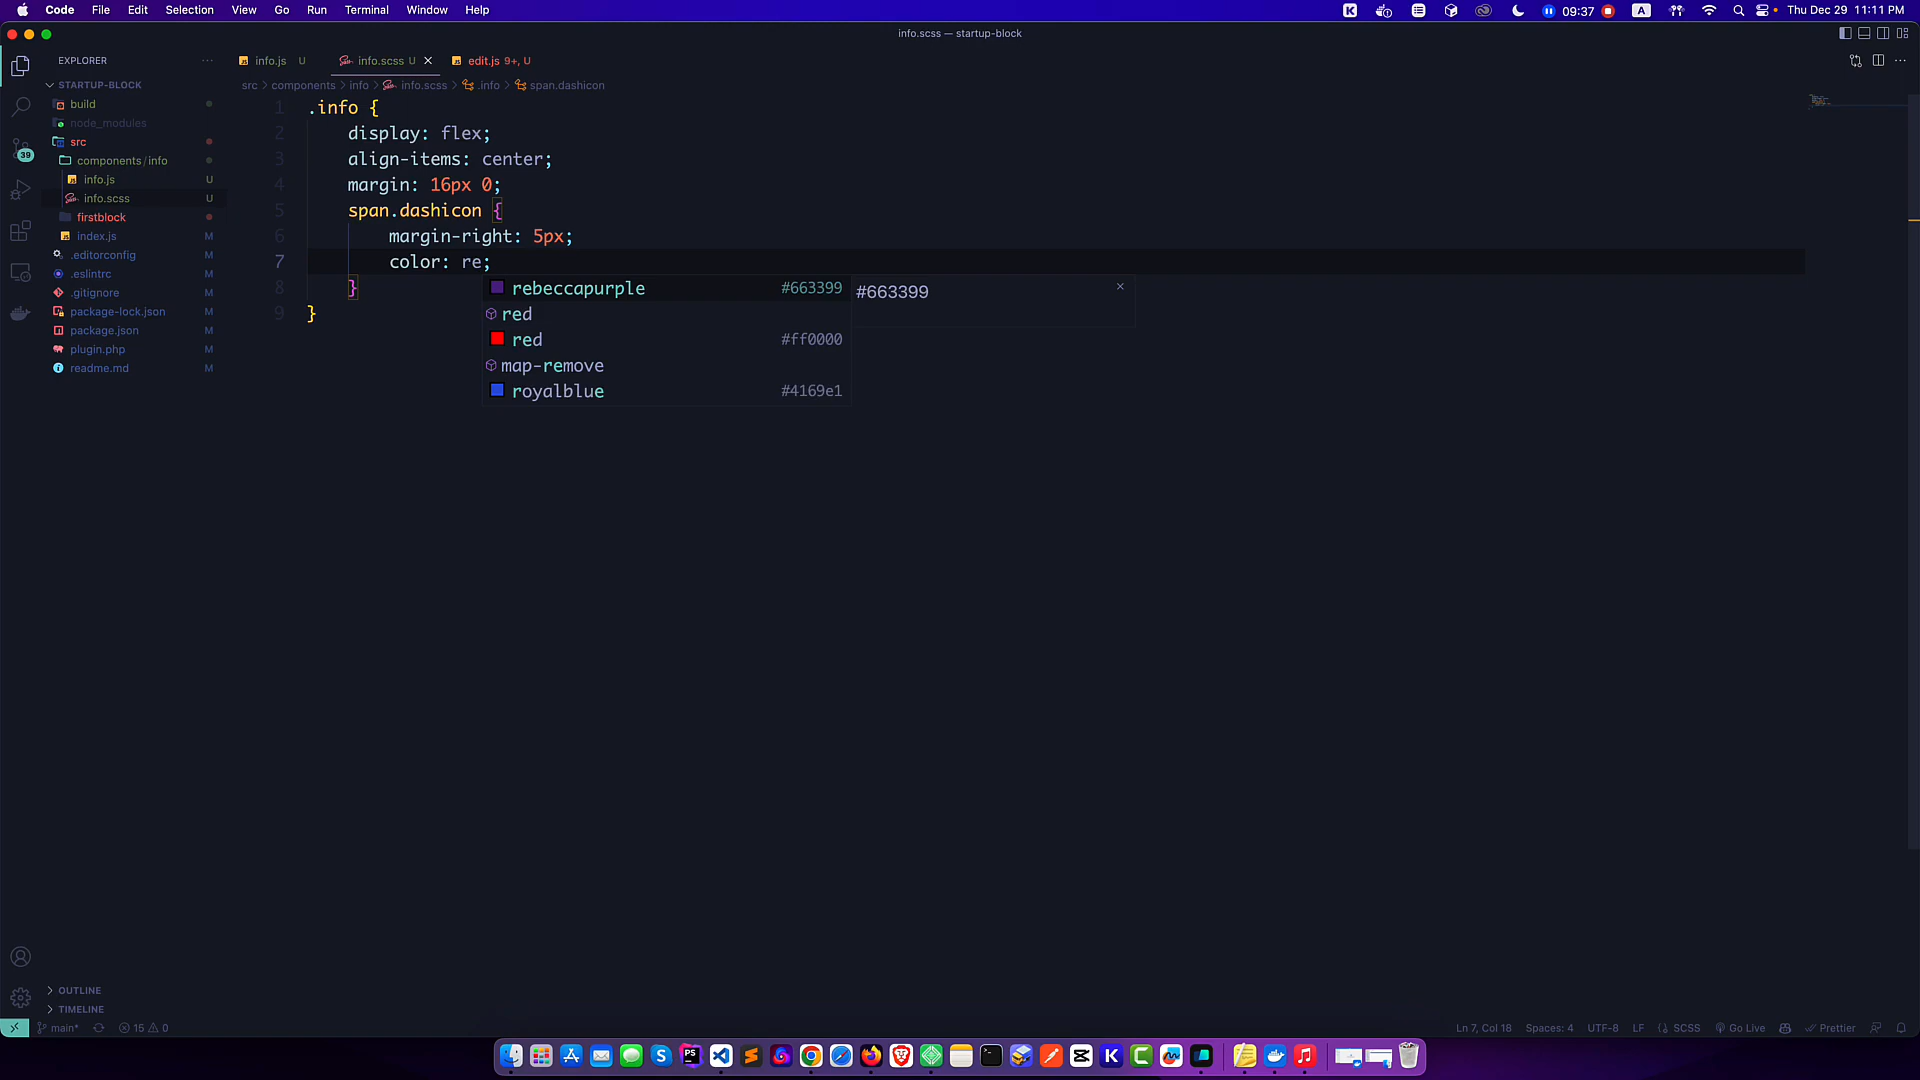 Code File Edit Selection View Go Run Terminal Window Help 09:37 A Thu Dec 29 11:11 PM
info.scss — startup-block
EXPLORER
info.js U info.scss U edit.js 9+, U
STARTUP-BLOCK
src components info info.scss .info span.dashicon
build
node_modules
src
components / info
info.js U
info.scss U
firstblock
index.js M
.editorconfig M
.eslintrc M
.gitignore M
package-lock.json M
package.json M
plugin.php M
readme.md M
39
1 .info {
2 display: flex;
3 align-items: center;
4 margin: 16px 0;
5 span.dashicon {
6 margin-right: 5px;
7 color: re;
8 }
9 }
rebeccapurple #663399
#663399
red
red #ff0000
map-remove
royalblue #4169e1
OUTLINE
TIMELINE
main* 15 0 Ln 7, Col 18 Spaces: 4 UTF-8 LF SCSS Go Live Prettier